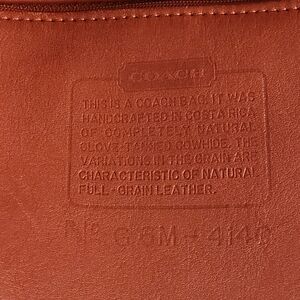 COACH
THIS IS A COACH BAG. IT WAS
HANDCRAFTED IN COSTA RICA
OF COMPLETELY NATURAL
GLOVE-TANNED COWHIDE. THE
VARIATIONS IN THE GRAIN ARE
CHARACTERISTIC OF NATURAL
FULL-GRAIN LEATHER.